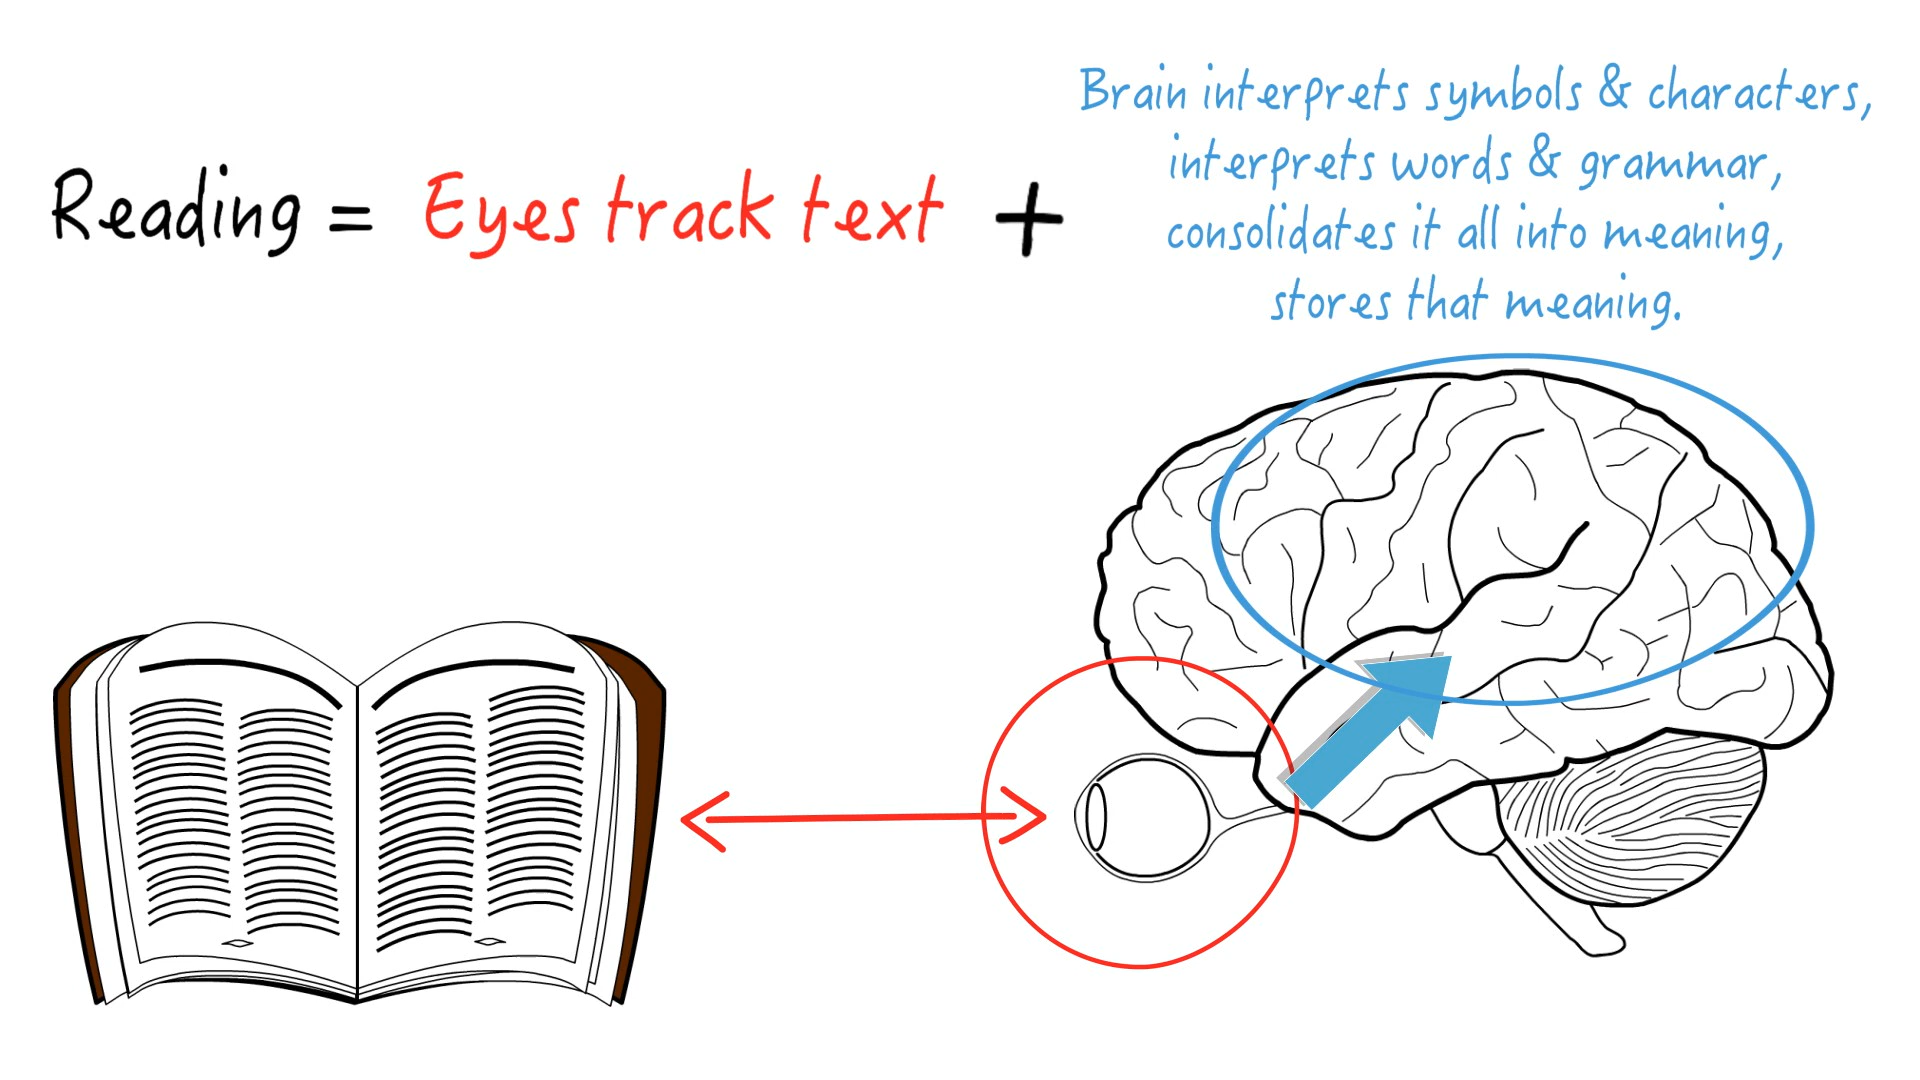 Reading = Eyes track text +
Brain interprets symbols & characters,
interprets words & grammar,
consolidates it all into meaning,
stores that meaning.